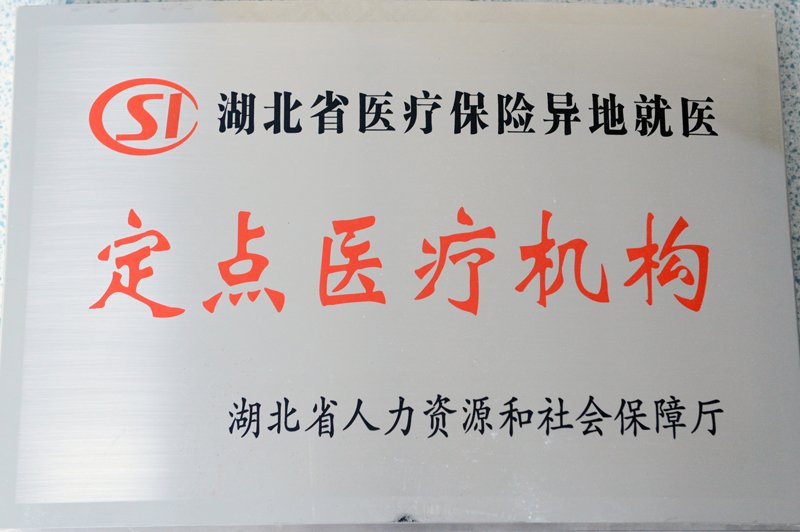 CSI 湖北省医疗保险异地就医
定点医疗机构
湖北省人力资源和社会保障厅